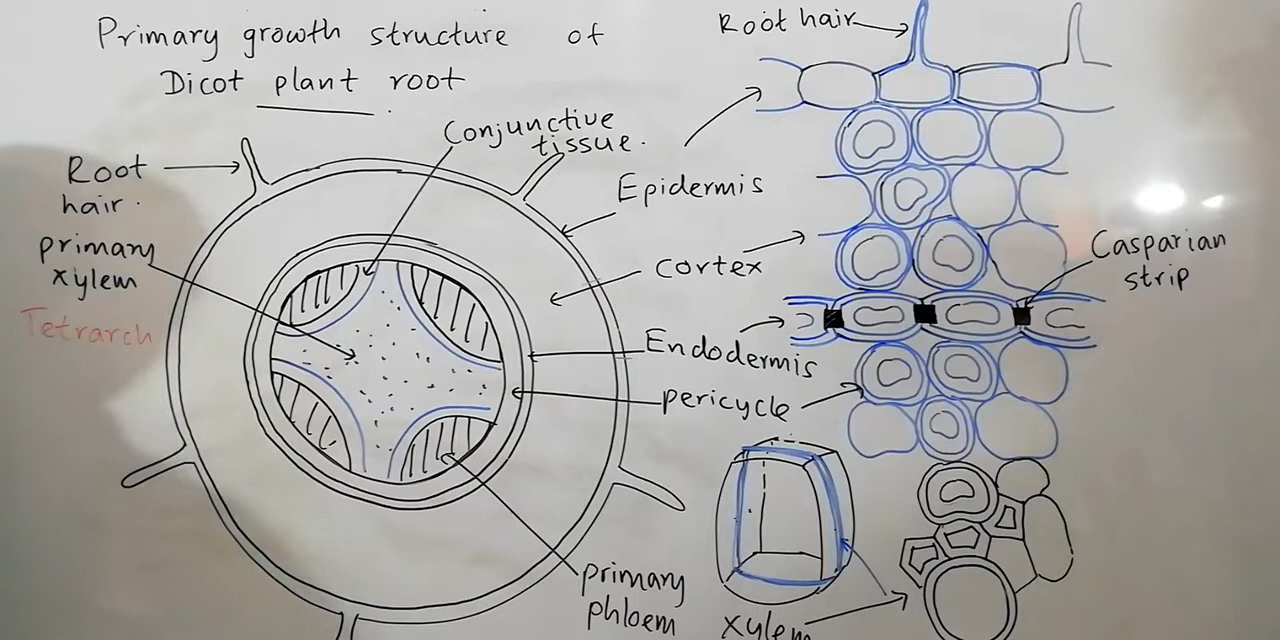 Primary growth structure of
Dicot plant root
Root hair
Conjunctive
tissue.
Root
hair.
Epidermis
primary
xylem
cortex
Casparian
strip
Tetrarch
Endodermis
pericycle
primary
phloem
xylem